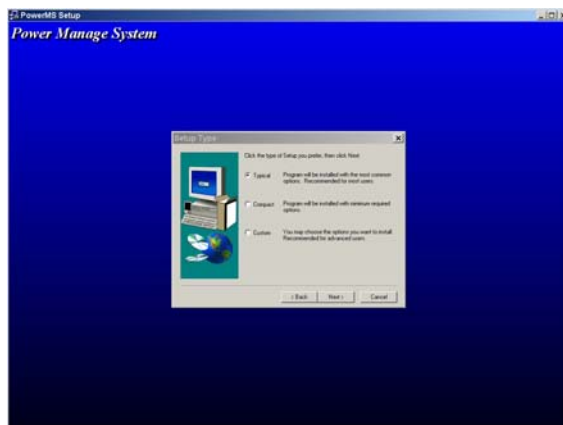 PowerMS Setup
Power Manage System
Setup Type
Click the type of Setup you prefer, then click Next.
Typical Program will be installed with the most common
options. Recommended for most users.
Compact Program will be installed with minimum required
options.
Custom You may choose the options you want to install.
Recommended for advanced users.
< Back Next > Cancel